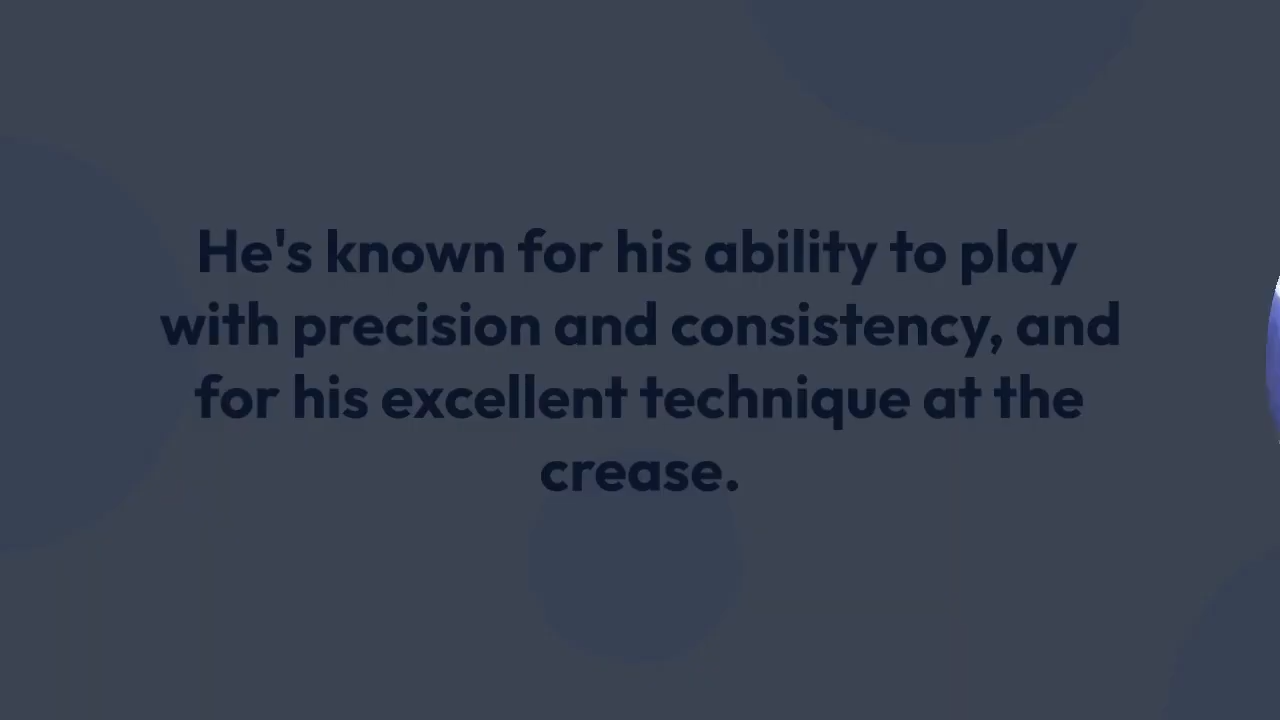 He's known for his ability to play
with precision and consistency, and
for his excellent technique at the
crease.